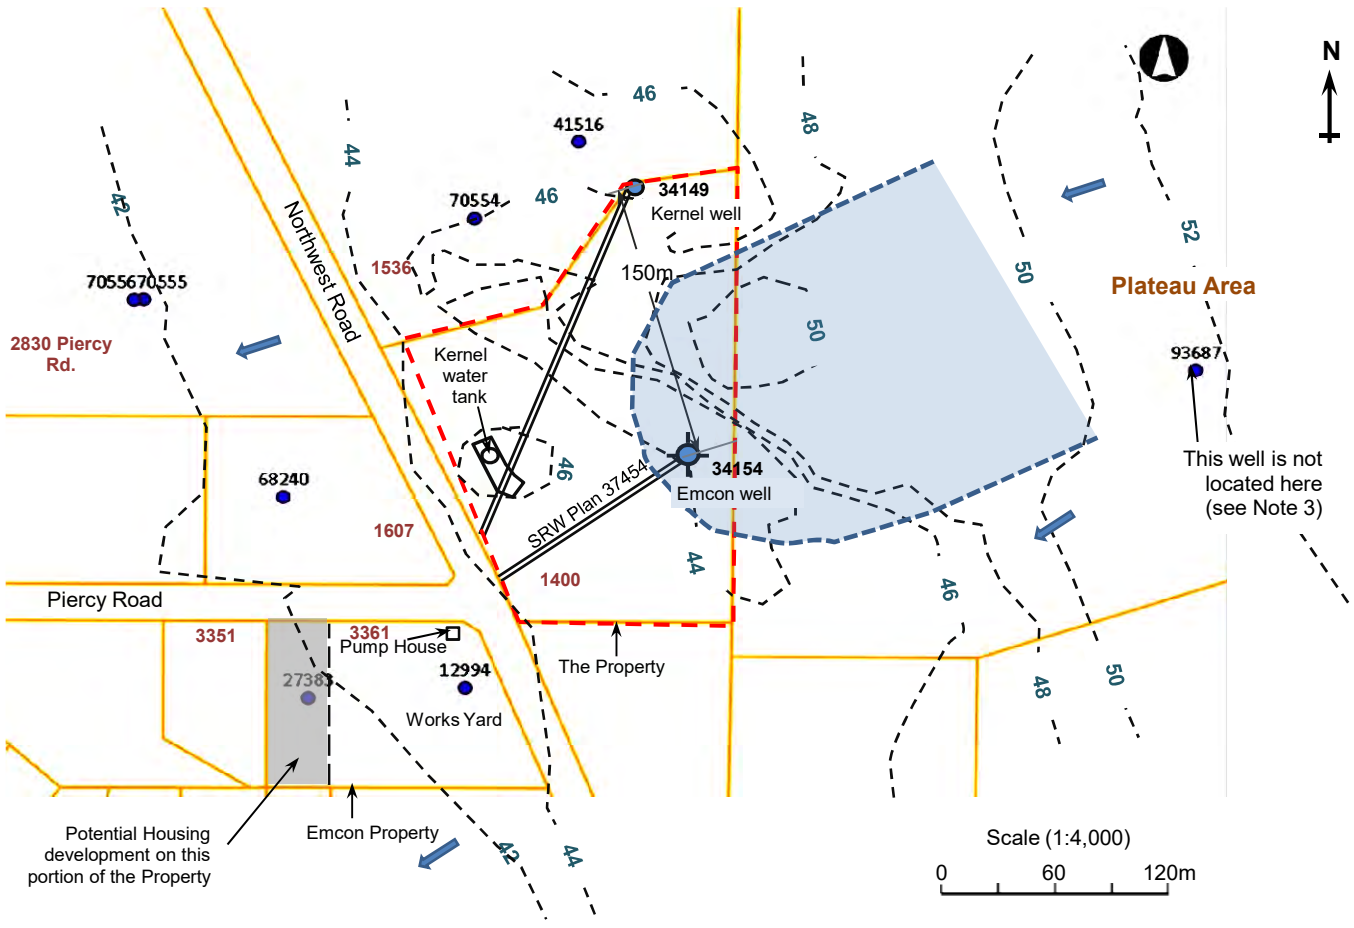 N
46
41516
48
44
42
46
70554
34149
Kernel well
52
Northwest Road
1536
150m
50
Plateau Area
7055670555
50
2830 Piercy
Rd.
Kernel
water
tank
93687
This well is not
located here
(see Note 3)
46
34154
Emcon well
SRW Plan 37454
68240
1607
44
1400
46
Piercy Road
3351
3361
Pump House
The Property
27383
12994
Works Yard
48
50
Potential Housing
development on this
portion of the Property
Emcon Property
42
44
Scale (1:4,000)
0 60 120m